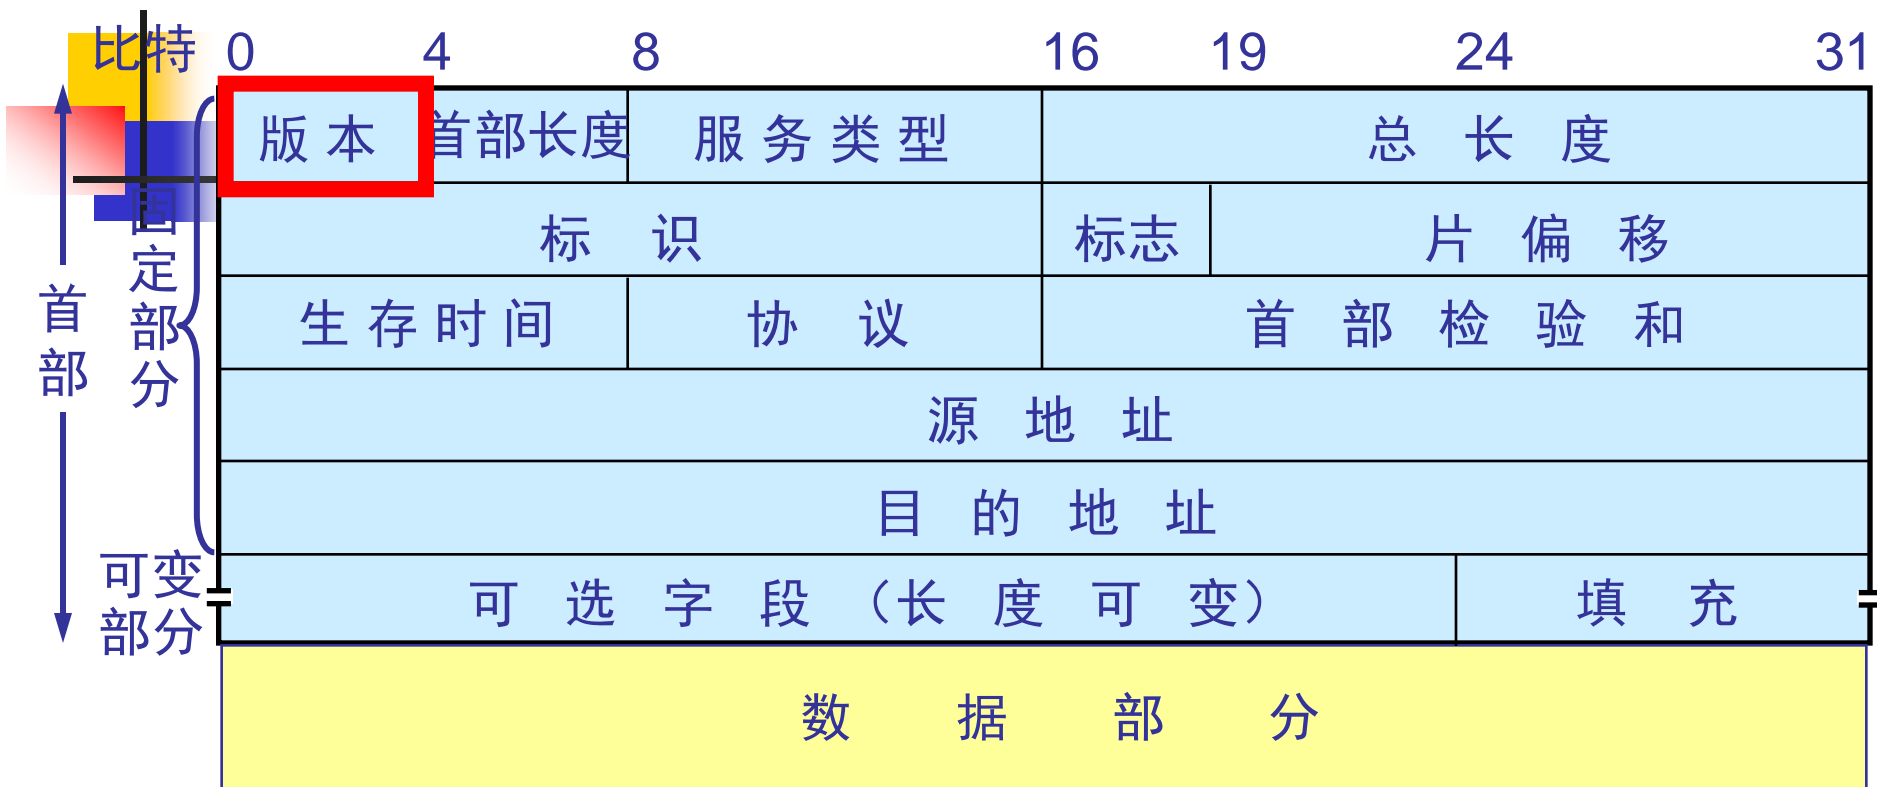 比特 0 4 8 16 19 24 31
版本 首部长度 服务类型 总长度
标识 标志 片偏移
生存时间 协议 首部检验和
源地址
目的地址
可选字段（长度可变） 填充
数据部分
首部
固定部分
可变
部分